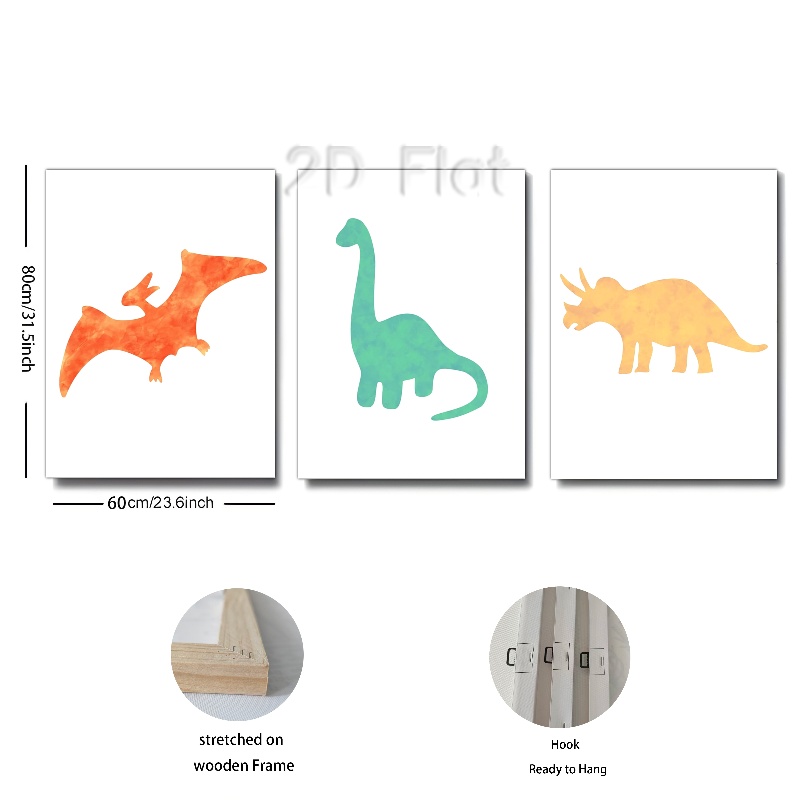 2D Flat
80cm/31.5inch
60cm/23.6inch
stretched on
wooden Frame
Hook
Ready to Hang